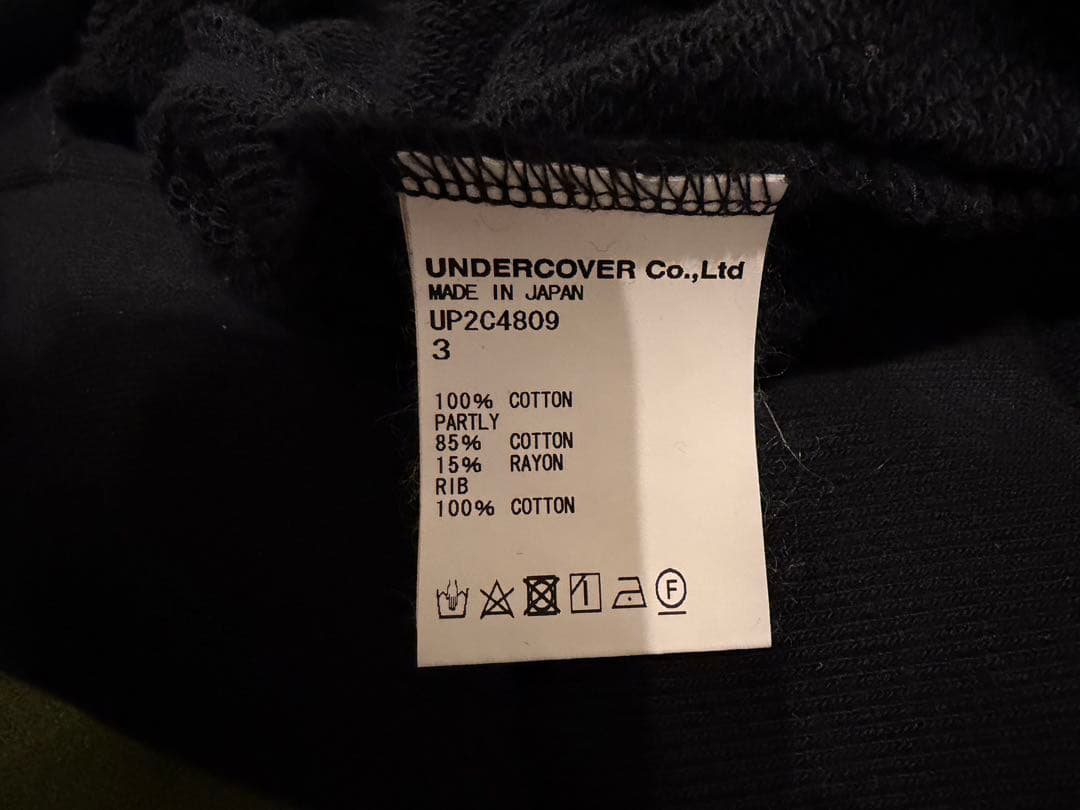 UNDERCOVER Co.,Ltd
MADE IN JAPAN
UP2C4809
3
100% COTTON
PARTLY
85% COTTON
15% RAYON
RIB
100% COTTON
F